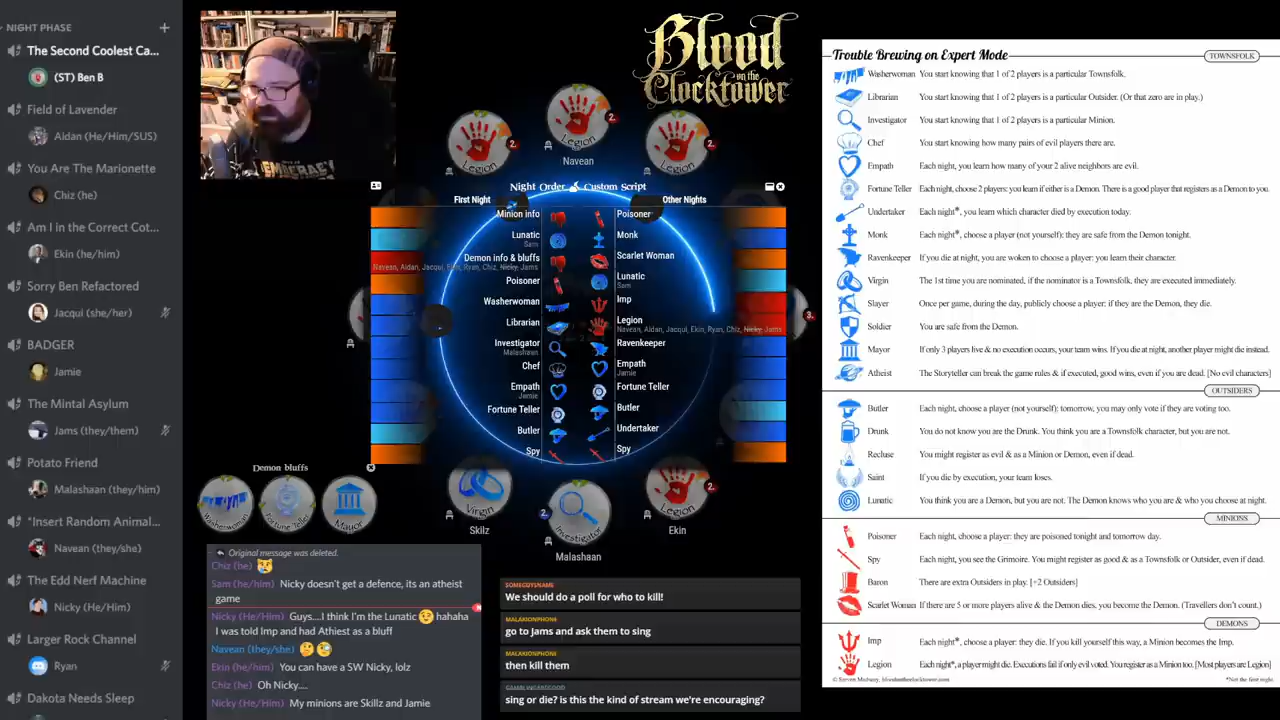 NIGHT PHASE
The Second Coolest Ca...
(ST) Ben B
Field of Lavender
Aidan (He/Him/SUS)
You Are The Marionette
Chiz (he)
Am I in the Correct Cot...
Ekin (he/him)
Sorry Ben Refactored
Jacqui (she/her)
BABBIES!
Jamie
The Mind Asylum
Jams (they/them)
Potato Friend
Malashaan (they/him)
*Insert Random Animal...
Navean (they/she)
The Edd Nerf Machine
Nicky (He/Him)
Larger Rock Channel
Ryan
Dakota Needs Sleep
Blood
on the
Clocktower
Legion
2.
Legion
2.
Navean
Legion
2.
3.
Night Order
Custom Script
First Night
Other Nights
Minion info
Lunatic
Sam
Demon info & bluffs
Navean, Aidan, Jacqui, Ekin, Ryan, Chiz, Nicky, Jams
Poisoner
Washerwoman
Librarian
Investigator
Malashaan
Chef
Empath
Jamie
Fortune Teller
Butler
Spy
Poisoner
Monk
Scarlet Woman
Lunatic
Sam
Imp
Legion
Navean, Aidan, Jacqui, Ekin, Ryan, Chiz, Nicky, Jams
Ravenkeeper
Empath
Jamie
Fortune Teller
Butler
Undertaker
Spy
Demon bluffs
Washerwoman
Fortune Teller
Mayor
Virgin
Skilz
2.
Investigator
Malashaan
Legion
2.
Ekin
Original message was deleted.
Chiz (he)
Sam (he/him) Nicky doesn't get a defence, its an atheist
game
Nicky (He/Him) Guys....I think I'm the Lunatic hahaha
I was told Imp and had Athiest as a bluff
Navean (they/she)
Ekin (he/him) You can have a SW Nicky, lolz
Chiz (he) Oh Nicky....
Nicky (He/Him) My minions are Skillz and Jamie
SOMEGUYSNAME
We should do a poll for who to kill!
MALAKIONPHONE
go to Jams and ask them to sing
MALAKIONPHONE
then kill them
sing or die? is this the kind of stream we're encouraging?
Trouble Brewing on Expert Mode
TOWNSFOLK
Washerwoman You start knowing that 1 of 2 players is a particular Townsfolk.
Librarian You start knowing that 1 of 2 players is a particular Outsider. (Or that zero are in play.)
Investigator You start knowing that 1 of 2 players is a particular Minion.
Chef You start knowing how many pairs of evil players there are.
Empath Each night, you learn how many of your 2 alive neighbors are evil.
Fortune Teller Each night, choose 2 players: you learn if either is a Demon. There is a good player that registers as a Demon to you.
Undertaker Each night*, you learn which character died by execution today.
Monk Each night*, choose a player (not yourself): they are safe from the Demon tonight.
Ravenkeeper If you die at night, you are woken to choose a player: you learn their character.
Virgin The 1st time you are nominated, if the nominator is a Townsfolk, they are executed immediately.
Slayer Once per game, during the day, publicly choose a player: if they are the Demon, they die.
Soldier You are safe from the Demon.
Mayor If only 3 players live & no execution occurs, your team wins. If you die at night, another player might die instead.
Atheist The Storyteller can break the game rules & if executed, good wins, even if you are dead. [No evil characters]
OUTSIDERS
Butler Each night, choose a player (not yourself): tomorrow, you may only vote if they are voting too.
Drunk You do not know you are the Drunk. You think you are a Townsfolk character, but you are not.
Recluse You might register as evil & as a Minion or Demon, even if dead.
Saint If you die by execution, your team loses.
Lunatic You think you are a Demon, but you are not. The Demon knows who you are & who you choose at night.
MINIONS
Poisoner Each night, choose a player: they are poisoned tonight and tomorrow day.
Spy Each night, you see the Grimoire. You might register as good & as a Townsfolk or Outsider, even if dead.
Baron There are extra Outsiders in play. [+2 Outsiders]
Scarlet Woman If there are 5 or more players alive & the Demon dies, you become the Demon. (Travellers don't count.)
DEMONS
Imp Each night*, choose a player: they die. If you kill yourself this way, a Minion becomes the Imp.
Legion Each night*, a player might die. Executions fail if only evil voted. You register as a Minion too. [Most players are Legion]
© Steven Medway, bloodontheclocktower.com
*Not the first night